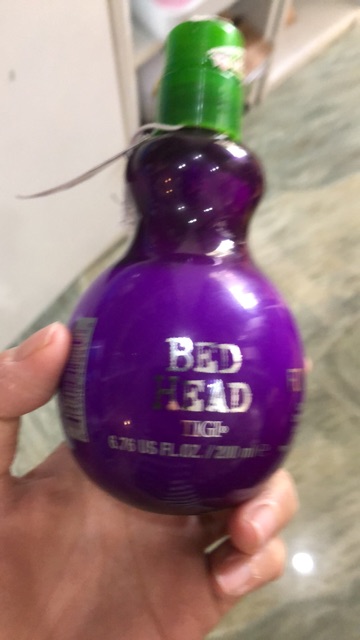 BED
HEAD
TIGI®
6.76 US FL.OZ. / 200 ml e